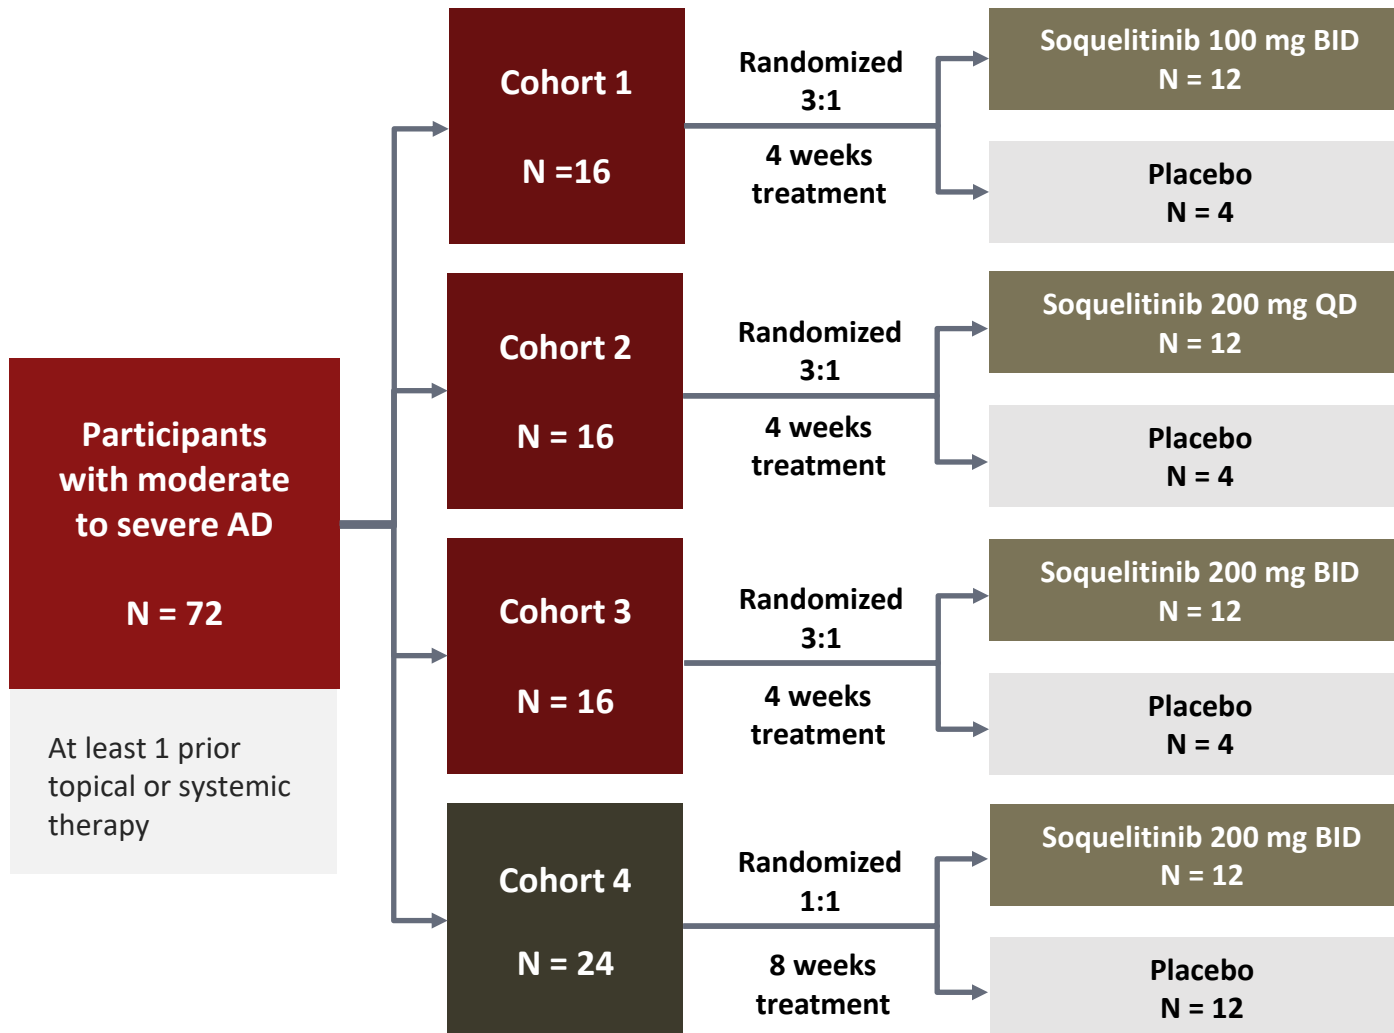 Participants
with moderate
to severe AD
N = 72
At least 1 prior
topical or systemic
therapy
Cohort 1
N =16
Randomized
3:1
4 weeks
treatment
Soquelitinib 100 mg BID
N = 12
Placebo
N = 4
Cohort 2
N = 16
Randomized
3:1
4 weeks
treatment
Soquelitinib 200 mg QD
N = 12
Placebo
N = 4
Cohort 3
N = 16
Randomized
3:1
4 weeks
treatment
Soquelitinib 200 mg BID
N = 12
Placebo
N = 4
Cohort 4
N = 24
Randomized
1:1
8 weeks
treatment
Soquelitinib 200 mg BID
N = 12
Placebo
N = 12